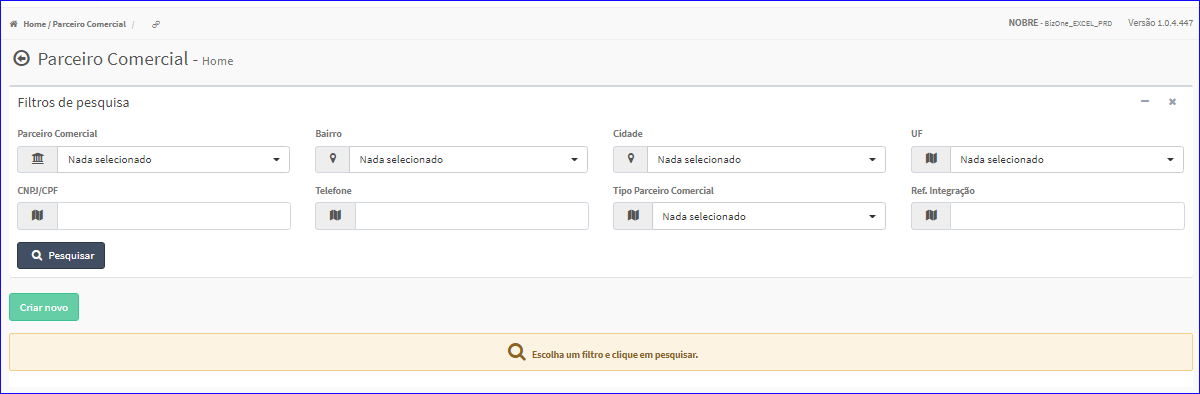 Home / Parceiro Comercial /
NOBRE - BizOne_EXCEL_PRD Versão 1.0.4.447
Parceiro Comercial - Home
Filtros de pesquisa
Parceiro Comercial Bairro Cidade UF
Nada selecionado Nada selecionado Nada selecionado Nada selecionado
CNPJ/CPF Telefone Tipo Parceiro Comercial Ref. Integração
Nada selecionado
Pesquisar
Criar novo
Escolha um filtro e clique em pesquisar.